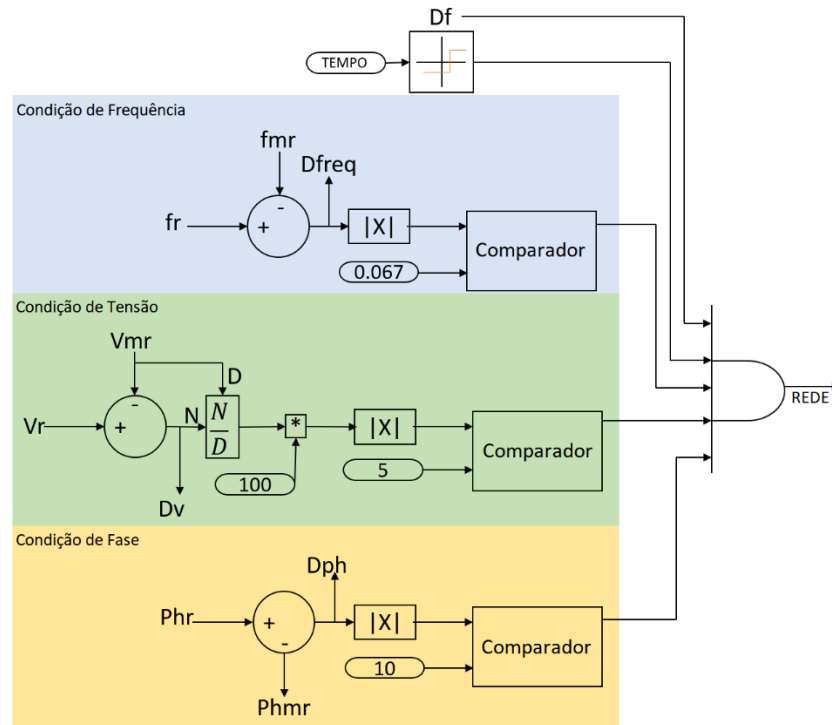 Df
TEMPO
Condição de Frequência
fmr
Dfreq
fr
-
+
|X|
Comparador
0.067
Condição de Tensão
Vmr
D
-
N
N
D
*
|X|
Vr
+
Comparador
100
5
Dv
REDE
Condição de Fase
Dph
Phr
+
-
|X|
Comparador
10
Phmr